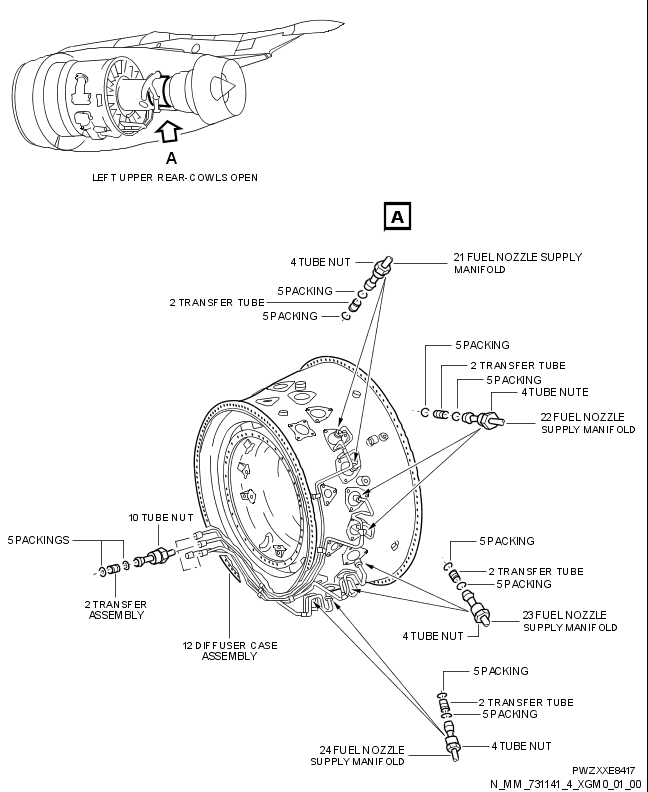 A
LEFT UPPER REAR-COWLS OPEN
A
4 TUBE NUT
21 FUEL NOZZLE SUPPLY
MANIFOLD
5 PACKING
2 TRANSFER TUBE
5 PACKING
5 PACKING
2 TRANSFER TUBE
5 PACKING
4 TUBE NUTE
22 FUEL NOZZLE
SUPPLY MANIFOLD
10 TUBE NUT
5 PACKINGS
2 TRANSFER
ASSEMBLY
12 DIFFUSER CASE
ASSEMBLY
5 PACKING
2 TRANSFER TUBE
5 PACKING
23 FUEL NOZZLE
SUPPLY MANIFOLD
4 TUBE NUT
5 PACKING
2 TRANSFER TUBE
5 PACKING
4 TUBE NUT
24 FUEL NOZZLE
SUPPLY MANIFOLD
PWZXXE8417
N_MM_731141_4_XGM0_01_00